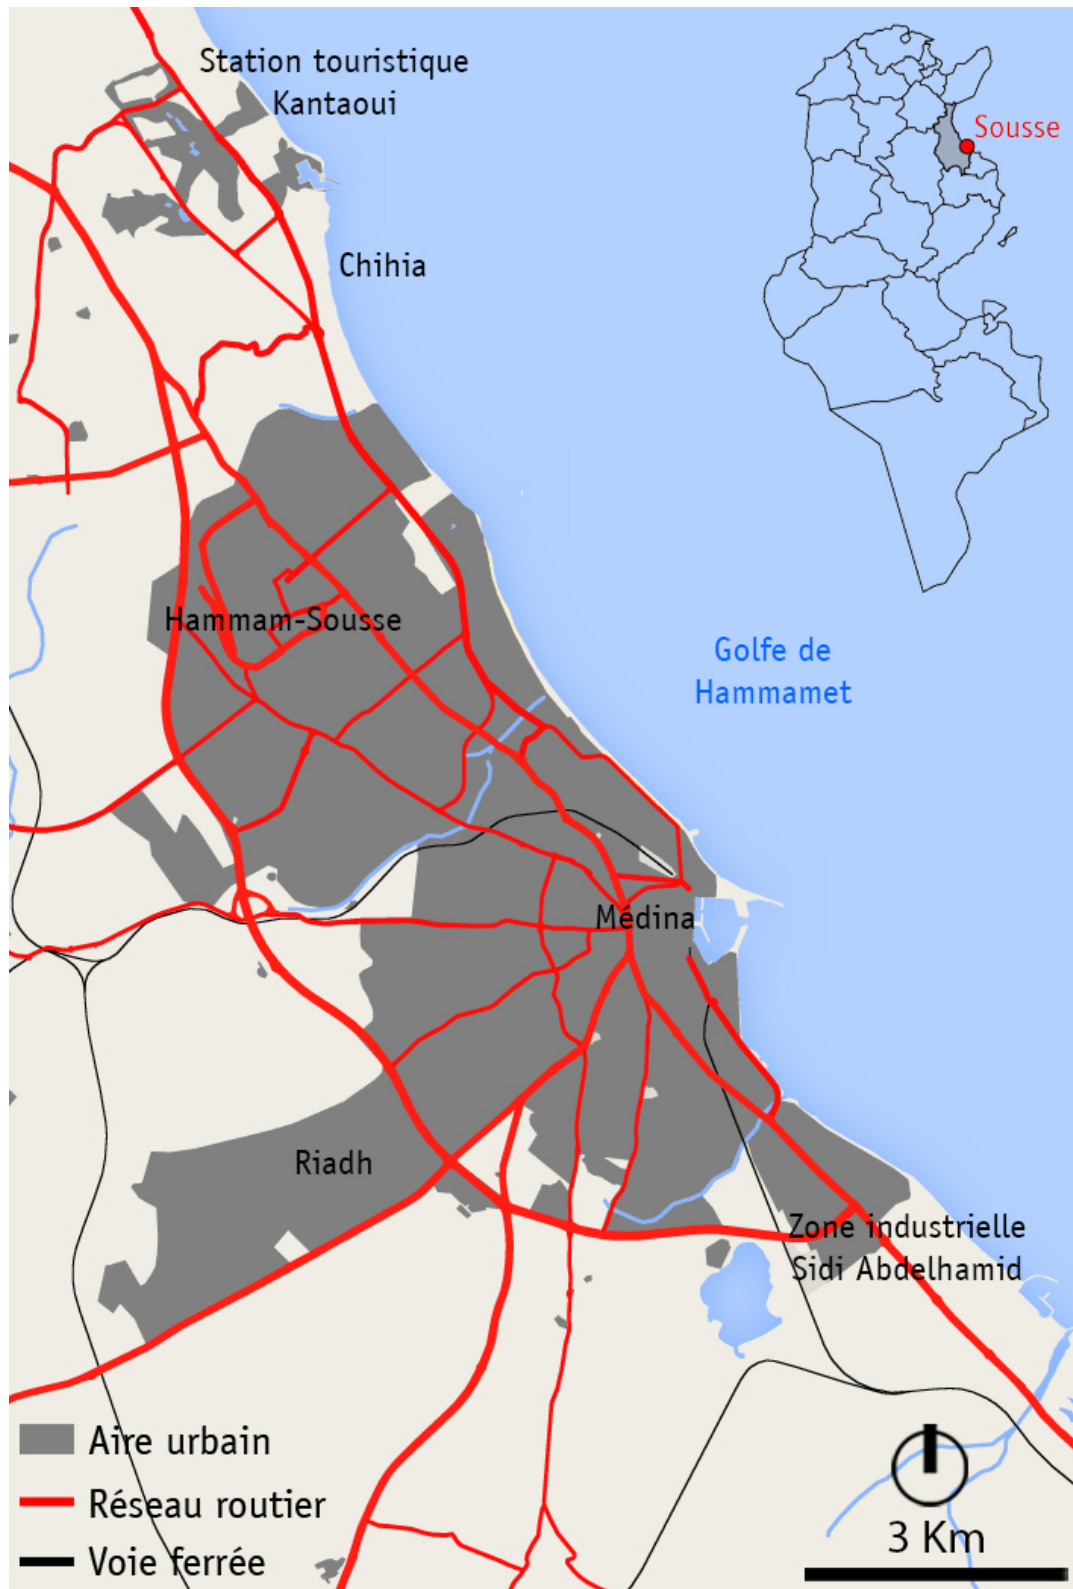 Station touristique
Kantaoui
Sousse
Chihia
Hammam-Sousse
Golfe de
Hammamet
Médina
Riadh
Zone industrielle
Sidi Abdelhamid
Aire urbain
Réseau routier
Voie ferrée
3 Km